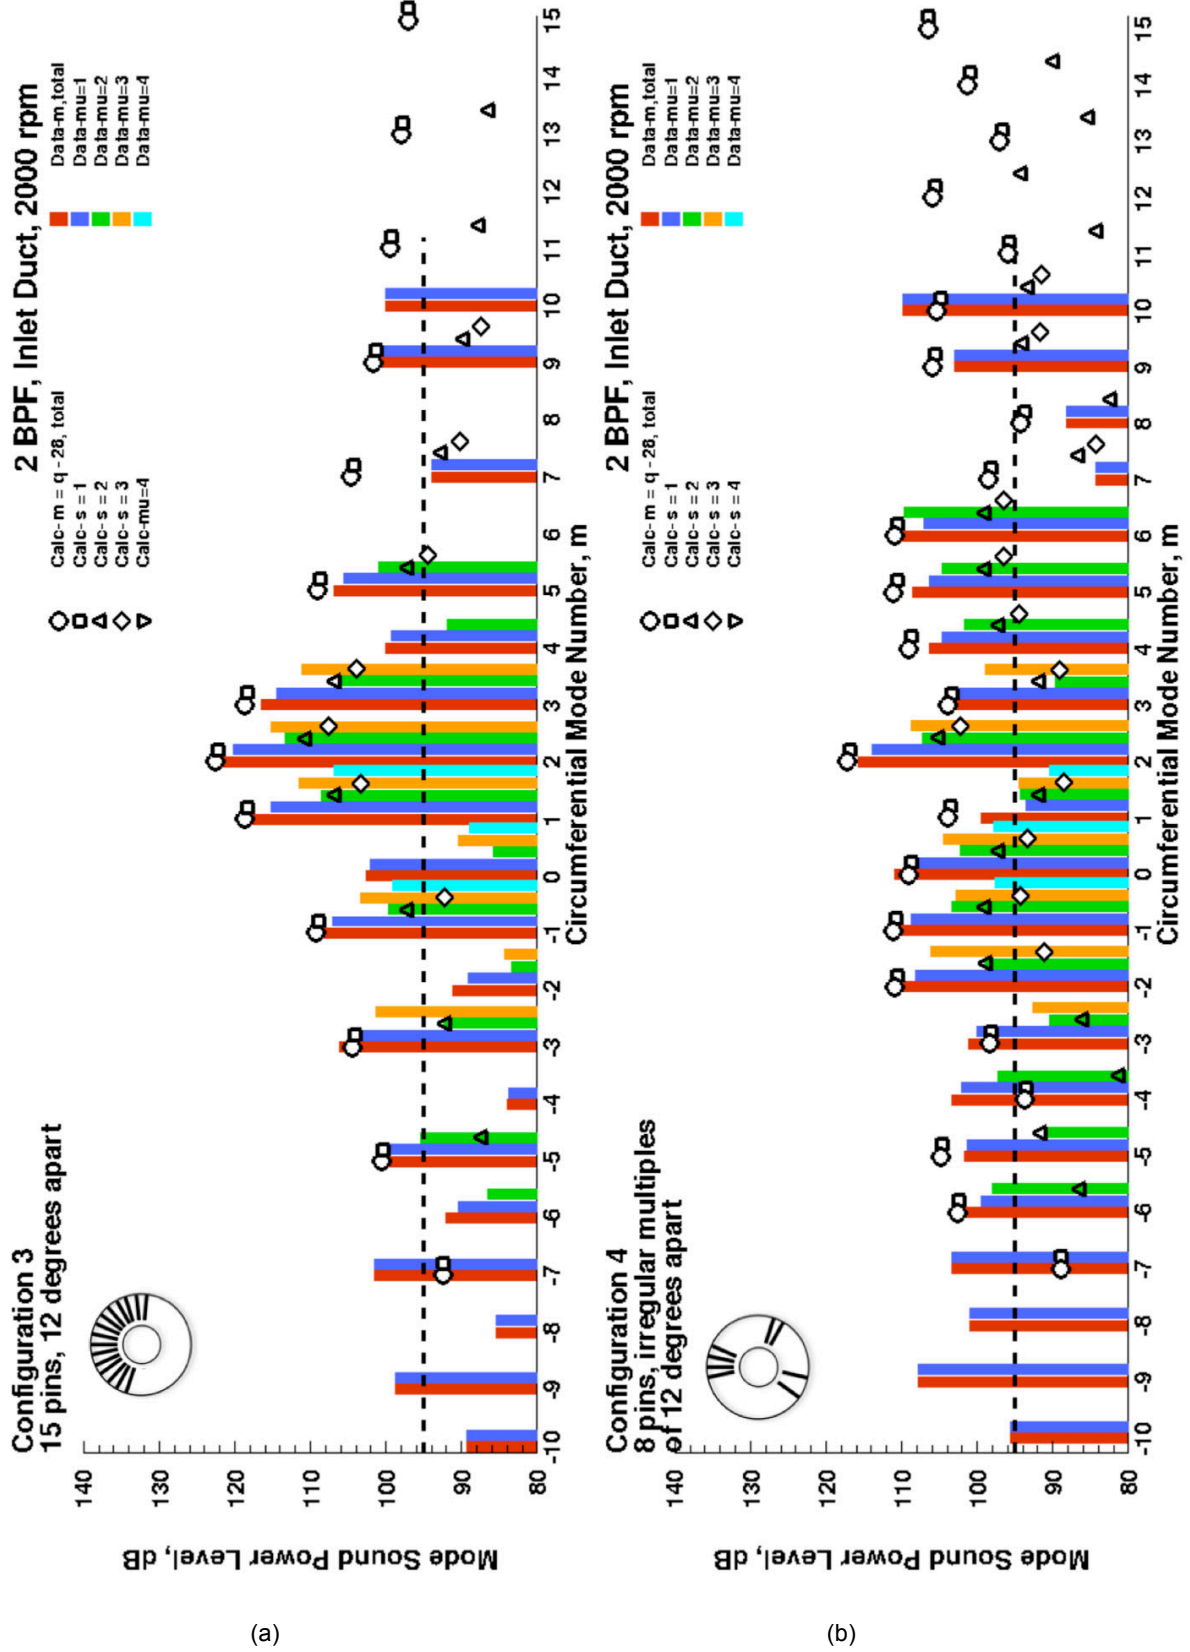 Configuration 3
15 pins, 12 degrees apart
2 BPF, Inlet Duct, 2000 rpm
Calc- m = q - 28, total
Calc- s = 1
Calc- s = 2
Calc- s = 3
Calc-mu=4
Data-m,total
Data-mu=1
Data-mu=2
Data-mu=3
Data-mu=4
Mode Sound Power Level, dB
140
130
120
110
100
90
80
-10 -9 -8 -7 -6 -5 -4 -3 -2 -1 0 1 2 3 4 5 6 7 8 9 10 11 12 13 14 15
Circumferential Mode Number, m
(a)
Configuration 4
8 pins, irregular multiples
of 12 degrees apart
2 BPF, Inlet Duct, 2000 rpm
Calc- m = q - 28, total
Calc- s = 1
Calc- s = 2
Calc- s = 3
Calc- s = 4
Data-m,total
Data-mu=1
Data-mu=2
Data-mu=3
Data-mu=4
Mode Sound Power Level, dB
140
130
120
110
100
90
80
-10 -9 -8 -7 -6 -5 -4 -3 -2 -1 0 1 2 3 4 5 6 7 8 9 10 11 12 13 14 15
Circumferential Mode Number, m
(b)